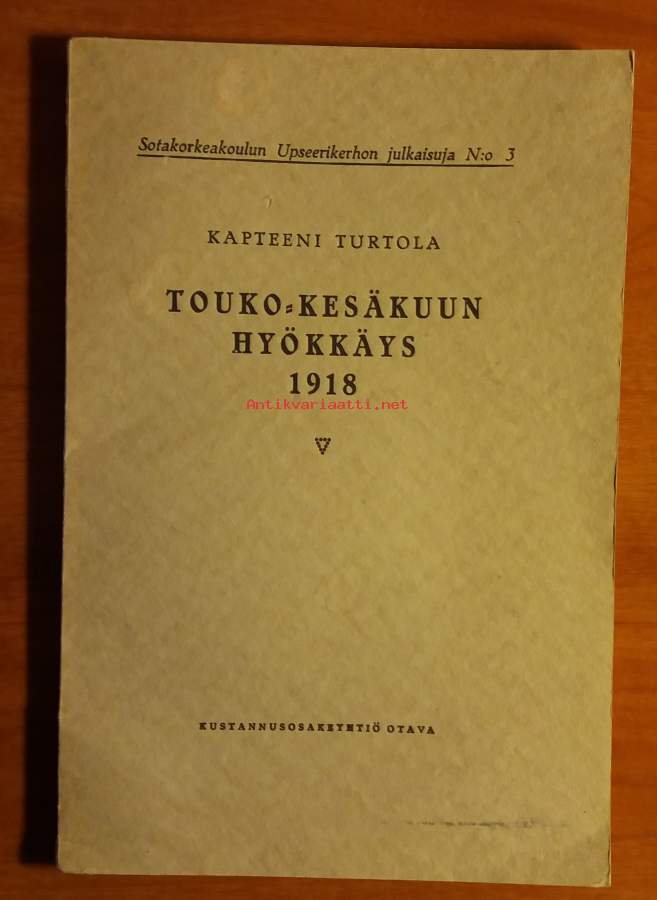 Sotakorkeakoulun Upseerikerhon julkaisuja N:o 3
KAPTEENI TURTOLA
TOUKO=KESÄKUUN
HYÖKKÄYS
1918
Antikvariaatti.net
KUSTANNUSOSAKEYHTIÖ OTAVA